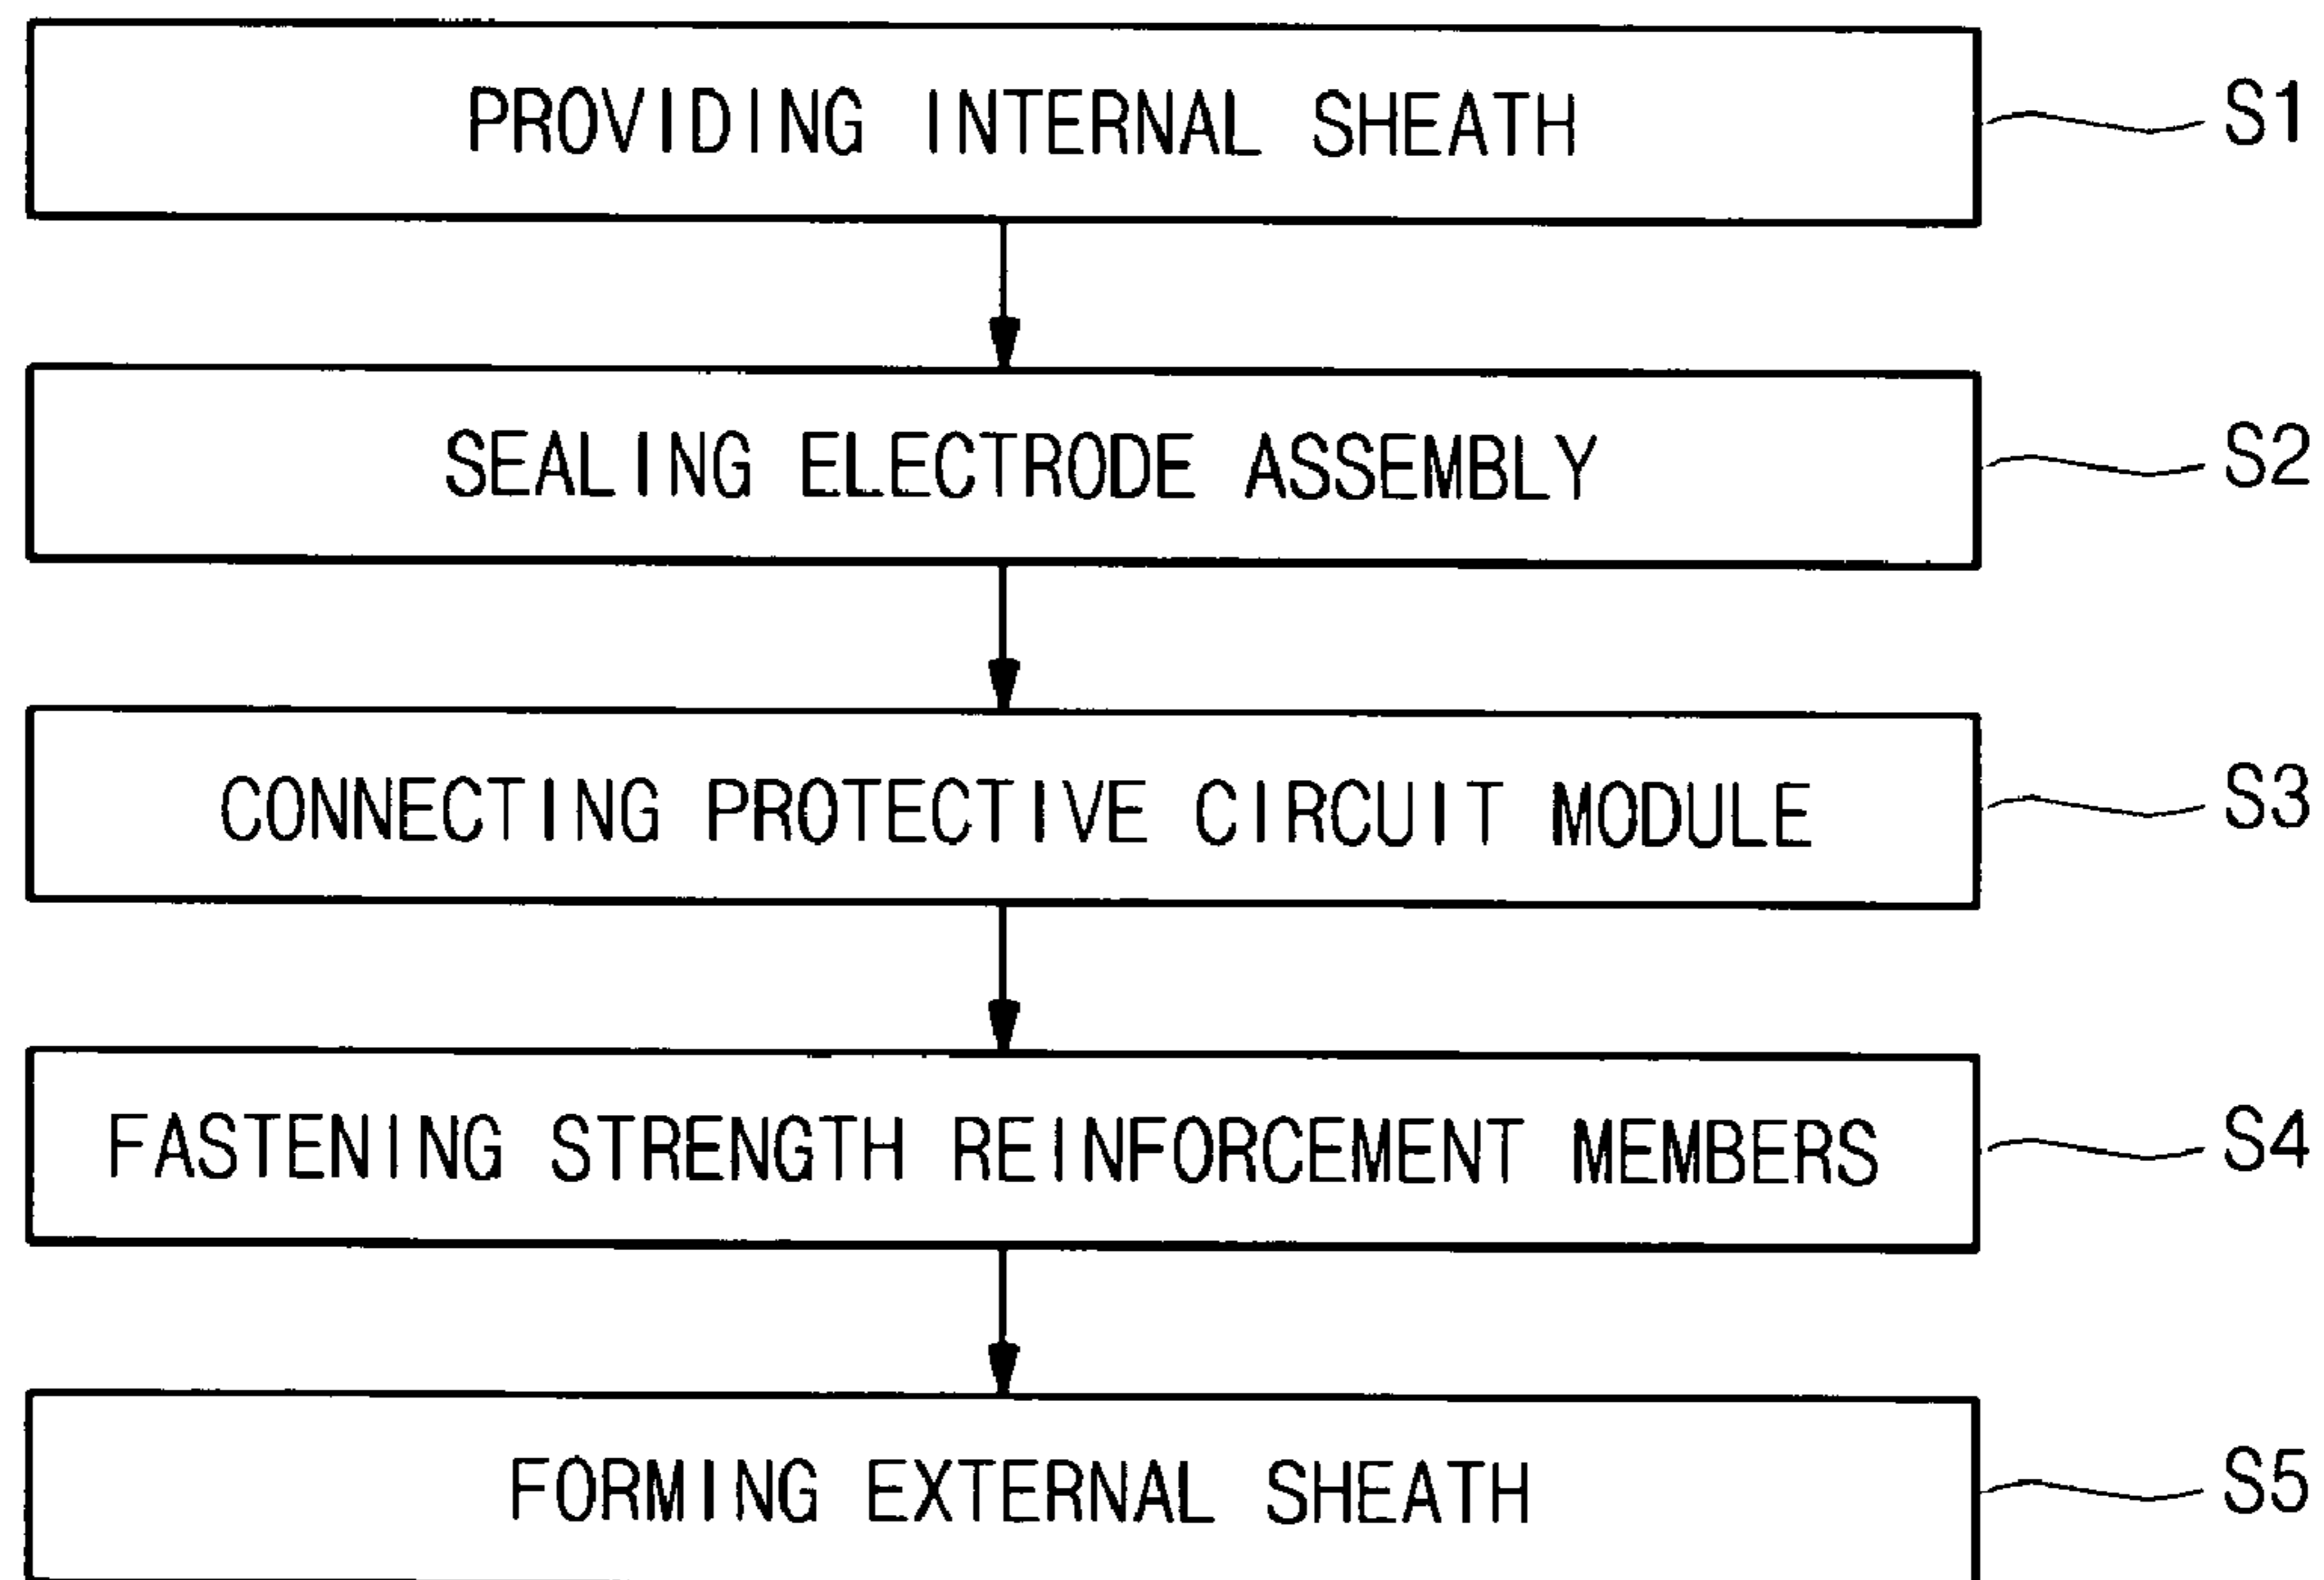 PROVIDING INTERNAL SHEATH S1
SEALING ELECTRODE ASSEMBLY S2
CONNECTING PROTECTIVE CIRCUIT MODULE S3
FASTENING STRENGTH REINFORCEMENT MEMBERS S4
FORMING EXTERNAL SHEATH S5